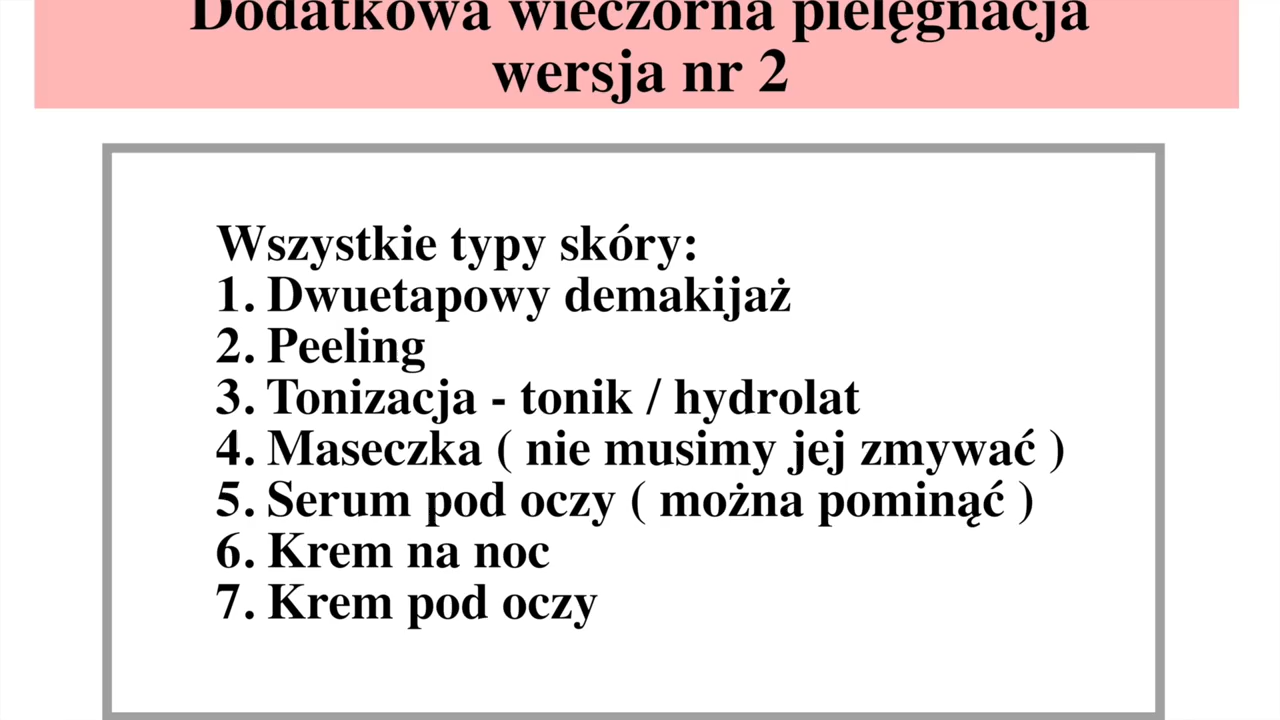 Dodatkowa wieczorna pielęgnacja
wersja nr 2
Wszystkie typy skóry:
1. Dwuetapowy demakijaż
2. Peeling
3. Tonizacja - tonik / hydrolat
4. Maseczka ( nie musimy jej zmywać )
5. Serum pod oczy ( można pominąć )
6. Krem na noc
7. Krem pod oczy